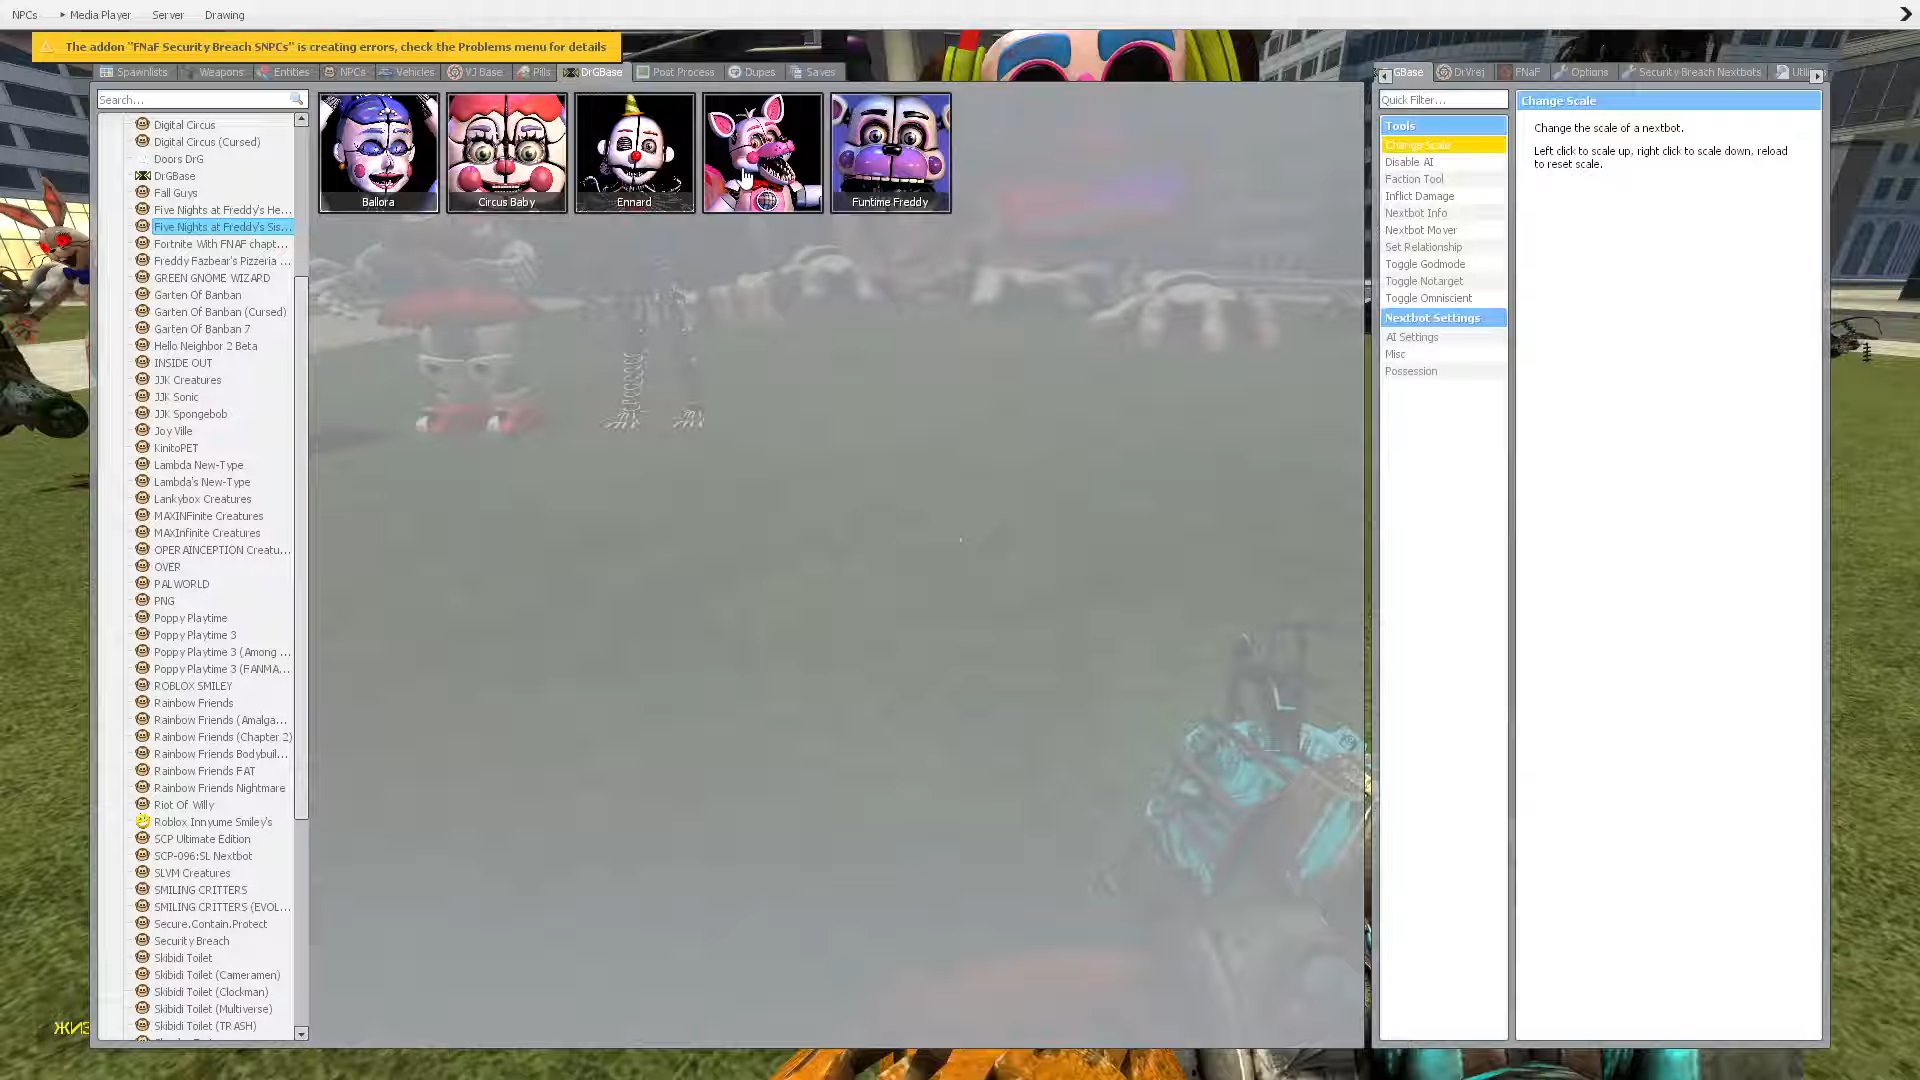 NPCs Media Player Server Drawing
The addon "FNaF Security Breach SNPCs" is creating errors, check the Problems menu for details
Spawnlists Weapons Entities NPCs Vehicles VJ Base Pills DrGBase Post Process Dupes Saves
GBase DrVrej FNaF Options Security Breach Nextbots
Search...
Digital Circus
Digital Circus (Cursed)
Doors DrG
DrGBase
Fall Guys
Five Nights at Freddy's He...
Five Nights at Freddy's Sis...
Fortnite With FNAF chapt...
Freddy Fazbear's Pizzeria ...
GREEN GNOME WIZARD
Garten Of Banban
Garten Of Banban (Cursed)
Garten Of Banban 7
Hello Neighbor 2 Beta
INSIDE OUT
JJK Creatures
JJK Sonic
JJK Spongebob
Joy Ville
KinitoPET
Lambda New-Type
Lambda's New-Type
Lankybox Creatures
MAXINFinite Creatures
MAXInfinite Creatures
OPERAINCEPTION Creatu...
OVER
PALWORLD
PNG
Poppy Playtime
Poppy Playtime 3
Poppy Playtime 3 (Among ...
Poppy Playtime 3 (FANMA...
ROBLOX SMILEY
Rainbow Friends
Rainbow Friends (Amalga...
Rainbow Friends (Chapter 2)
Rainbow Friends Bodybuil...
Rainbow Friends FAT
Rainbow Friends Nightmare
Riot Of Willy
Roblox Innyume Smiley's
SCP Ultimate Edition
SCP-096:SL Nextbot
SLVM Creatures
SMILING CRITTERS
SMILING CRITTERS (EVOL...
Secure.Contain.Protect
Security Breach
Skibidi Toilet
Skibidi Toilet (Cameramen)
Skibidi Toilet (Clockman)
Skibidi Toilet (Multiverse)
Skibidi Toilet (TRASH)
Ballora
Circus Baby
Ennard
Funtime Freddy
Quick Filter...
Tools
Change Scale
Disable AI
Faction Tool
Inflict Damage
Nextbot Info
Nextbot Mover
Set Relationship
Toggle Godmode
Toggle Notarget
Toggle Omniscient
Nextbot Settings
AI Settings
Misc
Possession
Change Scale
Change the scale of a nextbot.
Left click to scale up, right click to scale down, reload
to reset scale.
ЖИЗ